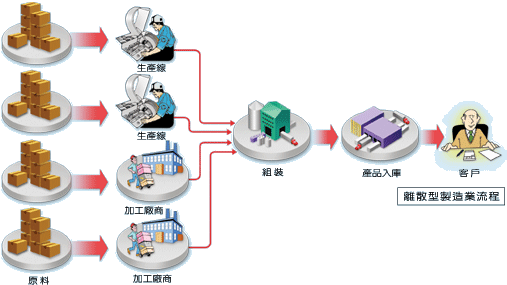 生產線
生產線
加工廠商
原料
加工廠商
組裝
產品入庫
客戶
離散型製造業流程